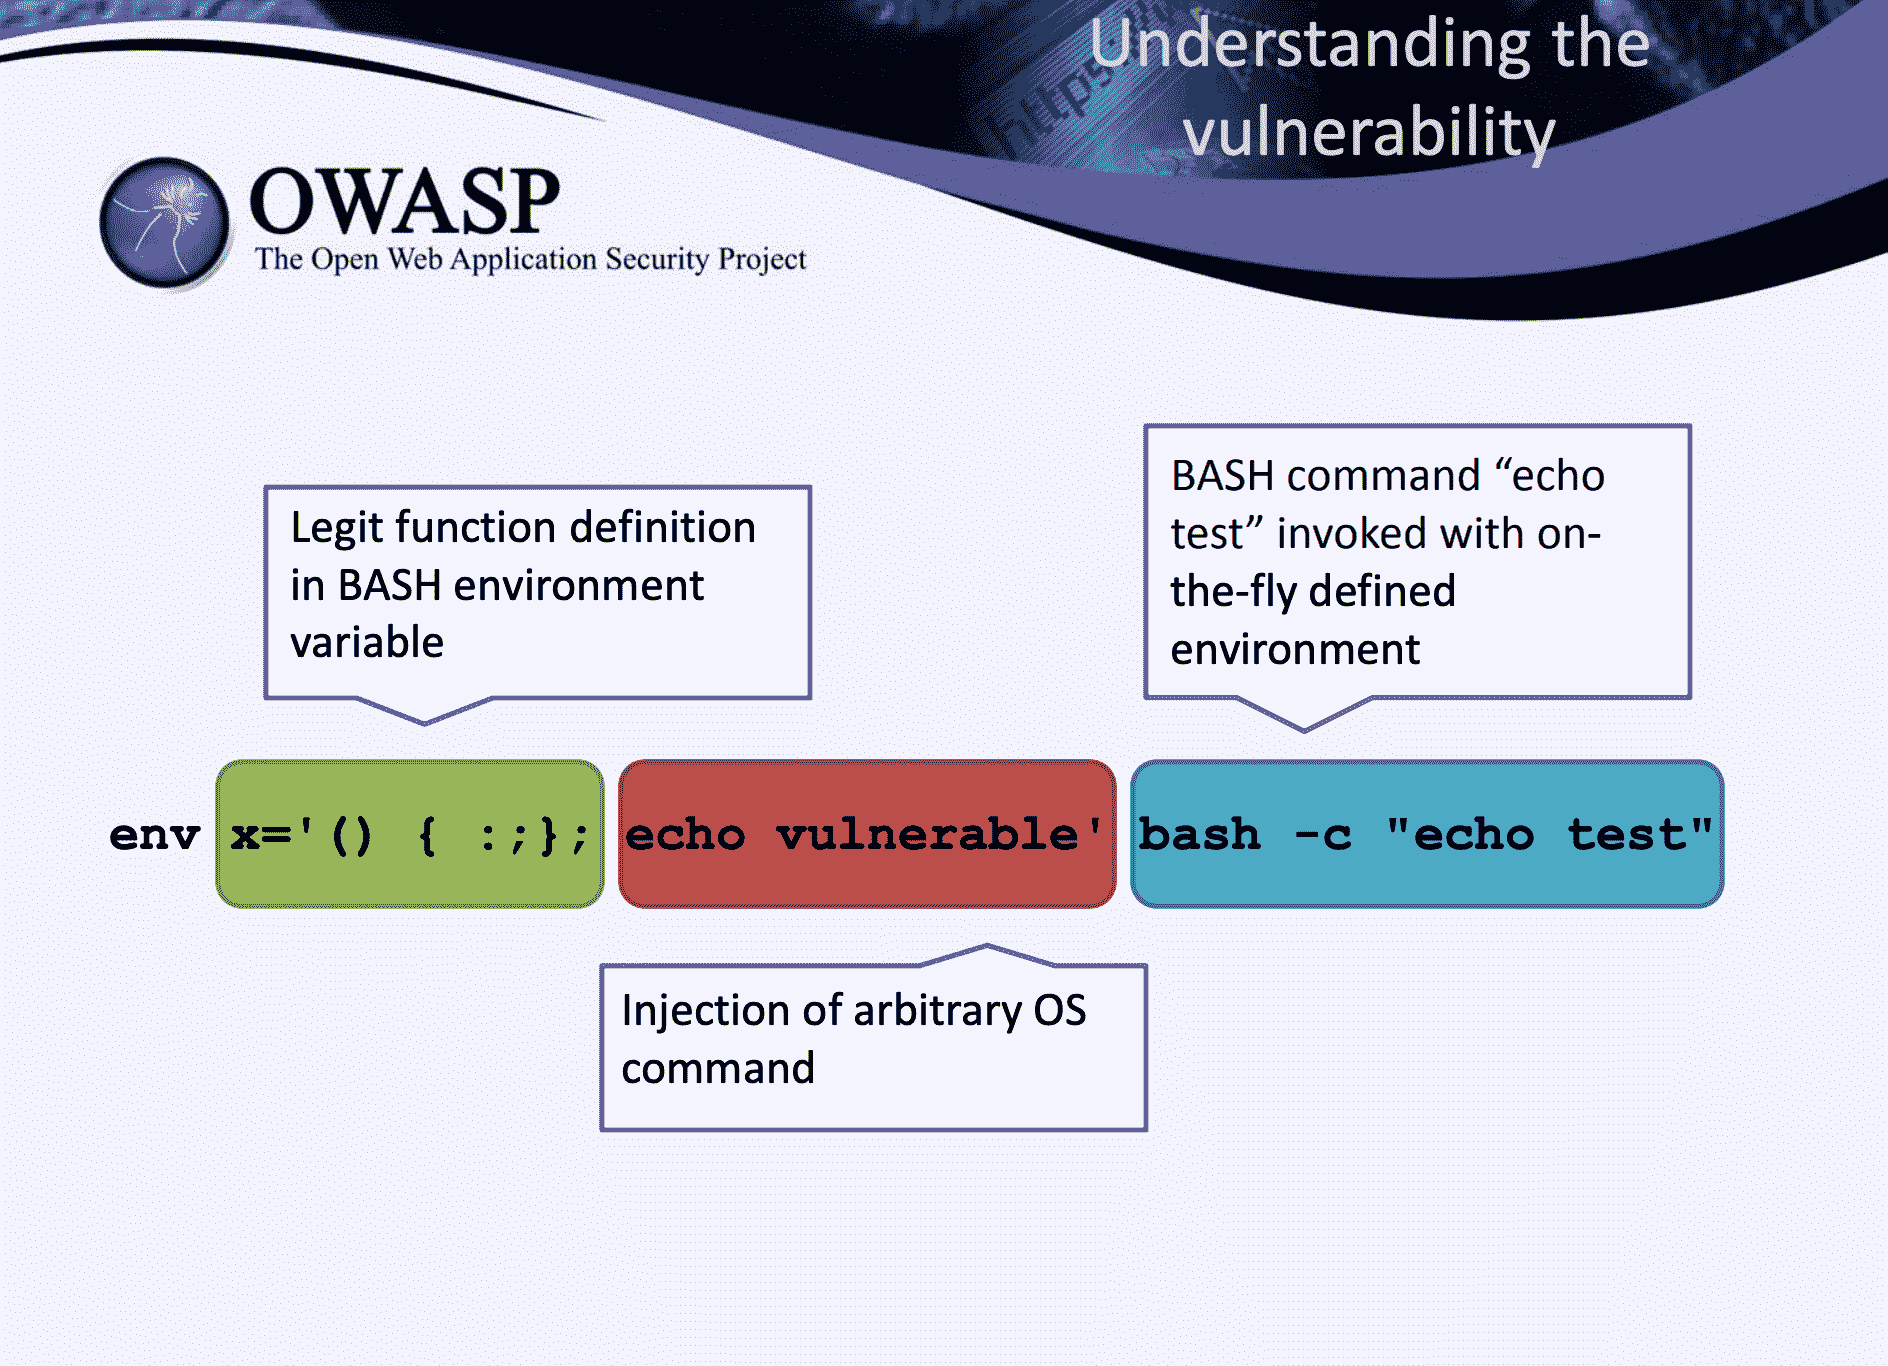 Understanding the
vulnerability
https
OWASP
The Open Web Application Security Project
Legit function definition
in BASH environment
variable
BASH command “echo
test” invoked with on-
the-fly defined
environment
env x='() { :;}; echo vulnerable' bash -c "echo test"
Injection of arbitrary OS
command